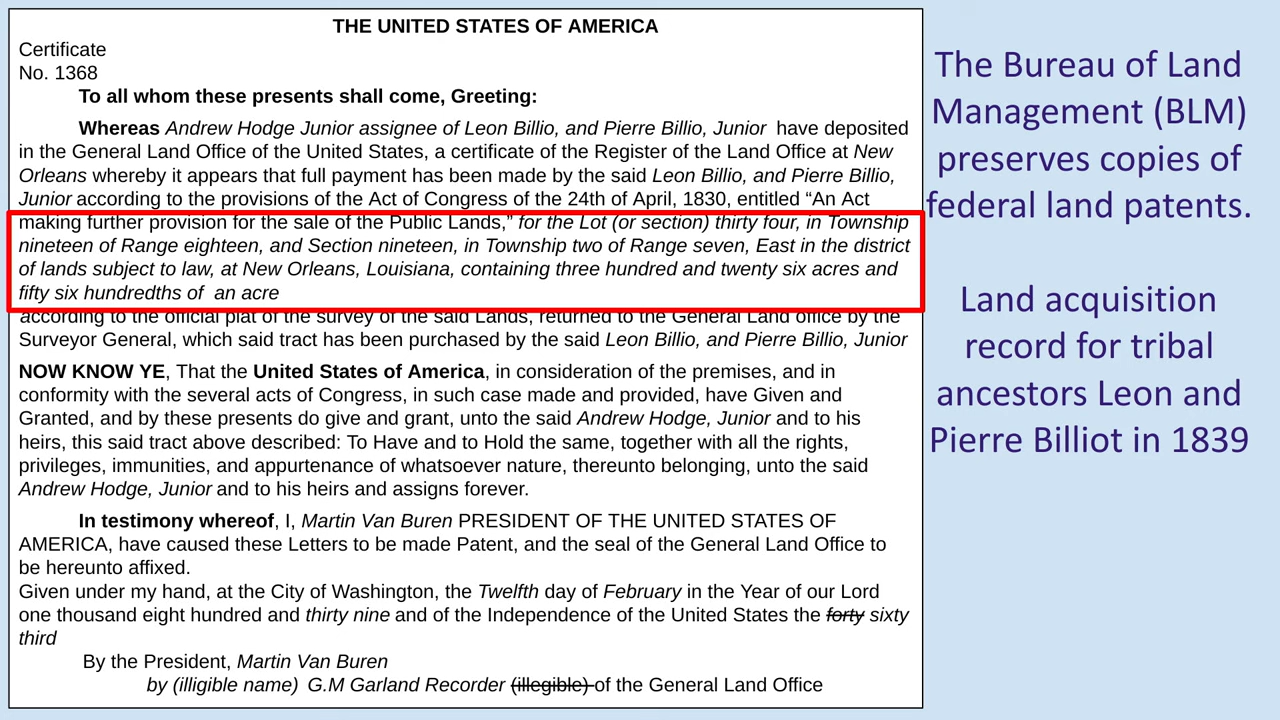 THE UNITED STATES OF AMERICA
Certificate
No. 1368
To all whom these presents shall come, Greeting:
Whereas Andrew Hodge Junior assignee of Leon Billio, and Pierre Billio, Junior have deposited
in the General Land Office of the United States, a certificate of the Register of the Land Office at New
Orleans whereby it appears that full payment has been made by the said Leon Billio, and Pierre Billio,
Junior according to the provisions of the Act of Congress of the 24th of April, 1830, entitled “An Act
making further provision for the sale of the Public Lands,” for the Lot (or section) thirty four, in Township
nineteen of Range eighteen, and Section nineteen, in Township two of Range seven, East in the district
of lands subject to law, at New Orleans, Louisiana, containing three hundred and twenty six acres and
fifty six hundredths of an acre
according to the official plat of the survey of the said Lands, returned to the General Land office by the
Surveyor General, which said tract has been purchased by the said Leon Billio, and Pierre Billio, Junior
NOW KNOW YE, That the United States of America, in consideration of the premises, and in
conformity with the several acts of Congress, in such case made and provided, have Given and
Granted, and by these presents do give and grant, unto the said Andrew Hodge, Junior and to his
heirs, this said tract above described: To Have and to Hold the same, together with all the rights,
privileges, immunities, and appurtenance of whatsoever nature, thereunto belonging, unto the said
Andrew Hodge, Junior and to his heirs and assigns forever.
In testimony whereof, I, Martin Van Buren PRESIDENT OF THE UNITED STATES OF
AMERICA, have caused these Letters to be made Patent, and the seal of the General Land Office to
be hereunto affixed.
Given under my hand, at the City of Washington, the Twelfth day of February in the Year of our Lord
one thousand eight hundred and thirty nine and of the Independence of the United States the forty sixty
third
By the President, Martin Van Buren
by (illigible name) G.M Garland Recorder (illegible) of the General Land Office
The Bureau of Land
Management (BLM)
preserves copies of
federal land patents.
Land acquisition
record for tribal
ancestors Leon and
Pierre Billiot in 1839